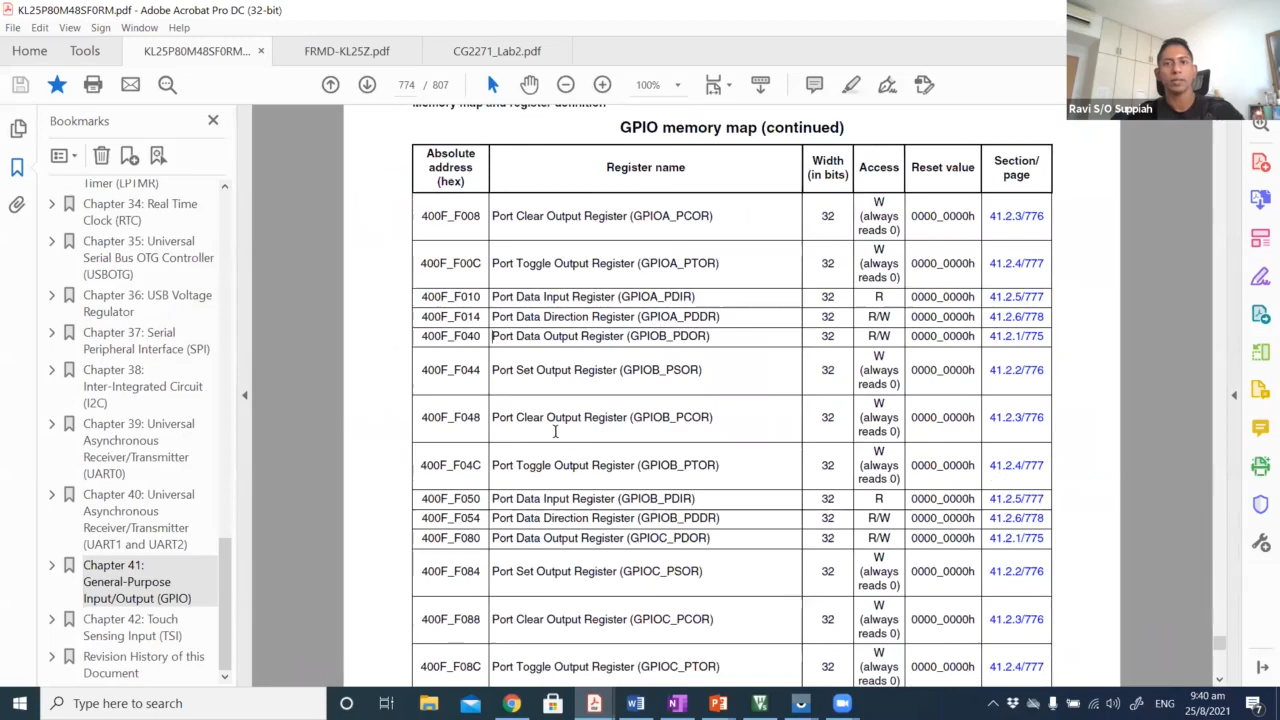 KL25P80M48SF0RM.pdf - Adobe Acrobat Pro DC (32-bit)
File Edit View Sign Window Help
Home Tools KL25P80M48SF0RM... × FRMD-KL25Z.pdf CG2271_Lab2.pdf
774 / 807 100%
Ravi S/O Suppiah
Bookmarks
Timer (LPTMR)
Chapter 34: Real Time
Clock (RTC)
Chapter 35: Universal
Serial Bus OTG Controller
(USBOTG)
Chapter 36: USB Voltage
Regulator
Chapter 37: Serial
Peripheral Interface (SPI)
Chapter 38:
Inter-Integrated Circuit
(I2C)
Chapter 39: Universal
Asynchronous
Receiver/Transmitter
(UART0)
Chapter 40: Universal
Asynchronous
Receiver/Transmitter
(UART1 and UART2)
Chapter 41:
General-Purpose
Input/Output (GPIO)
Chapter 42: Touch
Sensing Input (TSI)
Revision History of this
Document
Memory map and register definition
GPIO memory map (continued)
Absolute address (hex) Register name Width (in bits) Access Reset value Section/ page
400F_F008 Port Clear Output Register (GPIOA_PCOR) 32 W (always reads 0) 0000_0000h 41.2.3/776
400F_F00C Port Toggle Output Register (GPIOA_PTOR) 32 W (always reads 0) 0000_0000h 41.2.4/777
400F_F010 Port Data Input Register (GPIOA_PDIR) 32 R 0000_0000h 41.2.5/777
400F_F014 Port Data Direction Register (GPIOA_PDDR) 32 R/W 0000_0000h 41.2.6/778
400F_F040 Port Data Output Register (GPIOB_PDOR) 32 R/W 0000_0000h 41.2.1/775
400F_F044 Port Set Output Register (GPIOB_PSOR) 32 W (always reads 0) 0000_0000h 41.2.2/776
400F_F048 Port Clear Output Register (GPIOB_PCOR) 32 W (always reads 0) 0000_0000h 41.2.3/776
400F_F04C Port Toggle Output Register (GPIOB_PTOR) 32 W (always reads 0) 0000_0000h 41.2.4/777
400F_F050 Port Data Input Register (GPIOB_PDIR) 32 R 0000_0000h 41.2.5/777
400F_F054 Port Data Direction Register (GPIOB_PDDR) 32 R/W 0000_0000h 41.2.6/778
400F_F080 Port Data Output Register (GPIOC_PDOR) 32 R/W 0000_0000h 41.2.1/775
400F_F084 Port Set Output Register (GPIOC_PSOR) 32 W (always reads 0) 0000_0000h 41.2.2/776
400F_F088 Port Clear Output Register (GPIOC_PCOR) 32 W (always reads 0) 0000_0000h 41.2.3/776
400F_F08C Port Toggle Output Register (GPIOC_PTOR) 32 W (always reads 0) 0000_0000h 41.2.4/777
Type here to search
ENG
9:40 am
25/8/2021
7